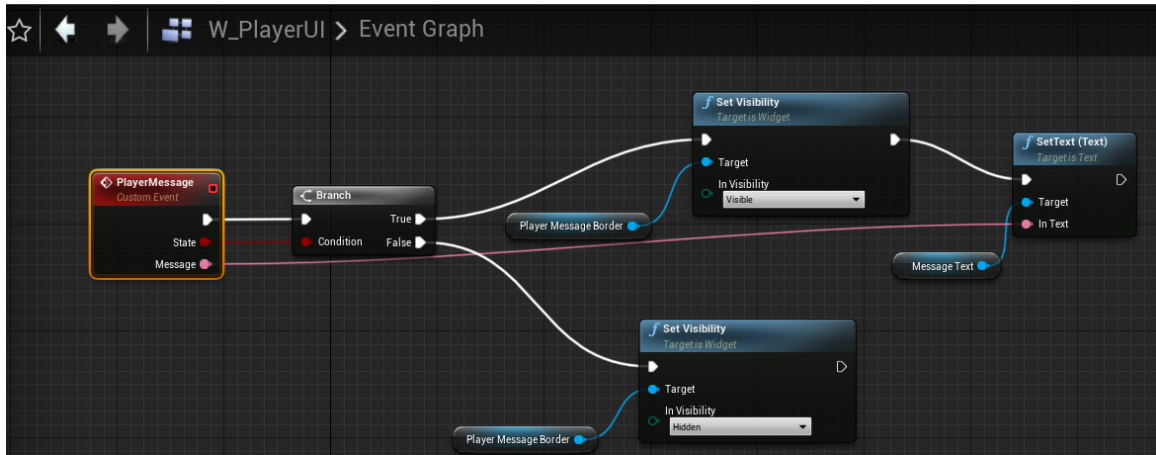 W_PlayerUI > Event Graph
PlayerMessage
Custom Event
State
Message
Branch
True
Condition
False
Set Visibility
Target is Widget
Target
In Visibility
Visible
Player Message Border
SetText (Text)
Target is Text
Target
In Text
Message Text
Set Visibility
Target is Widget
Target
In Visibility
Hidden
Player Message Border